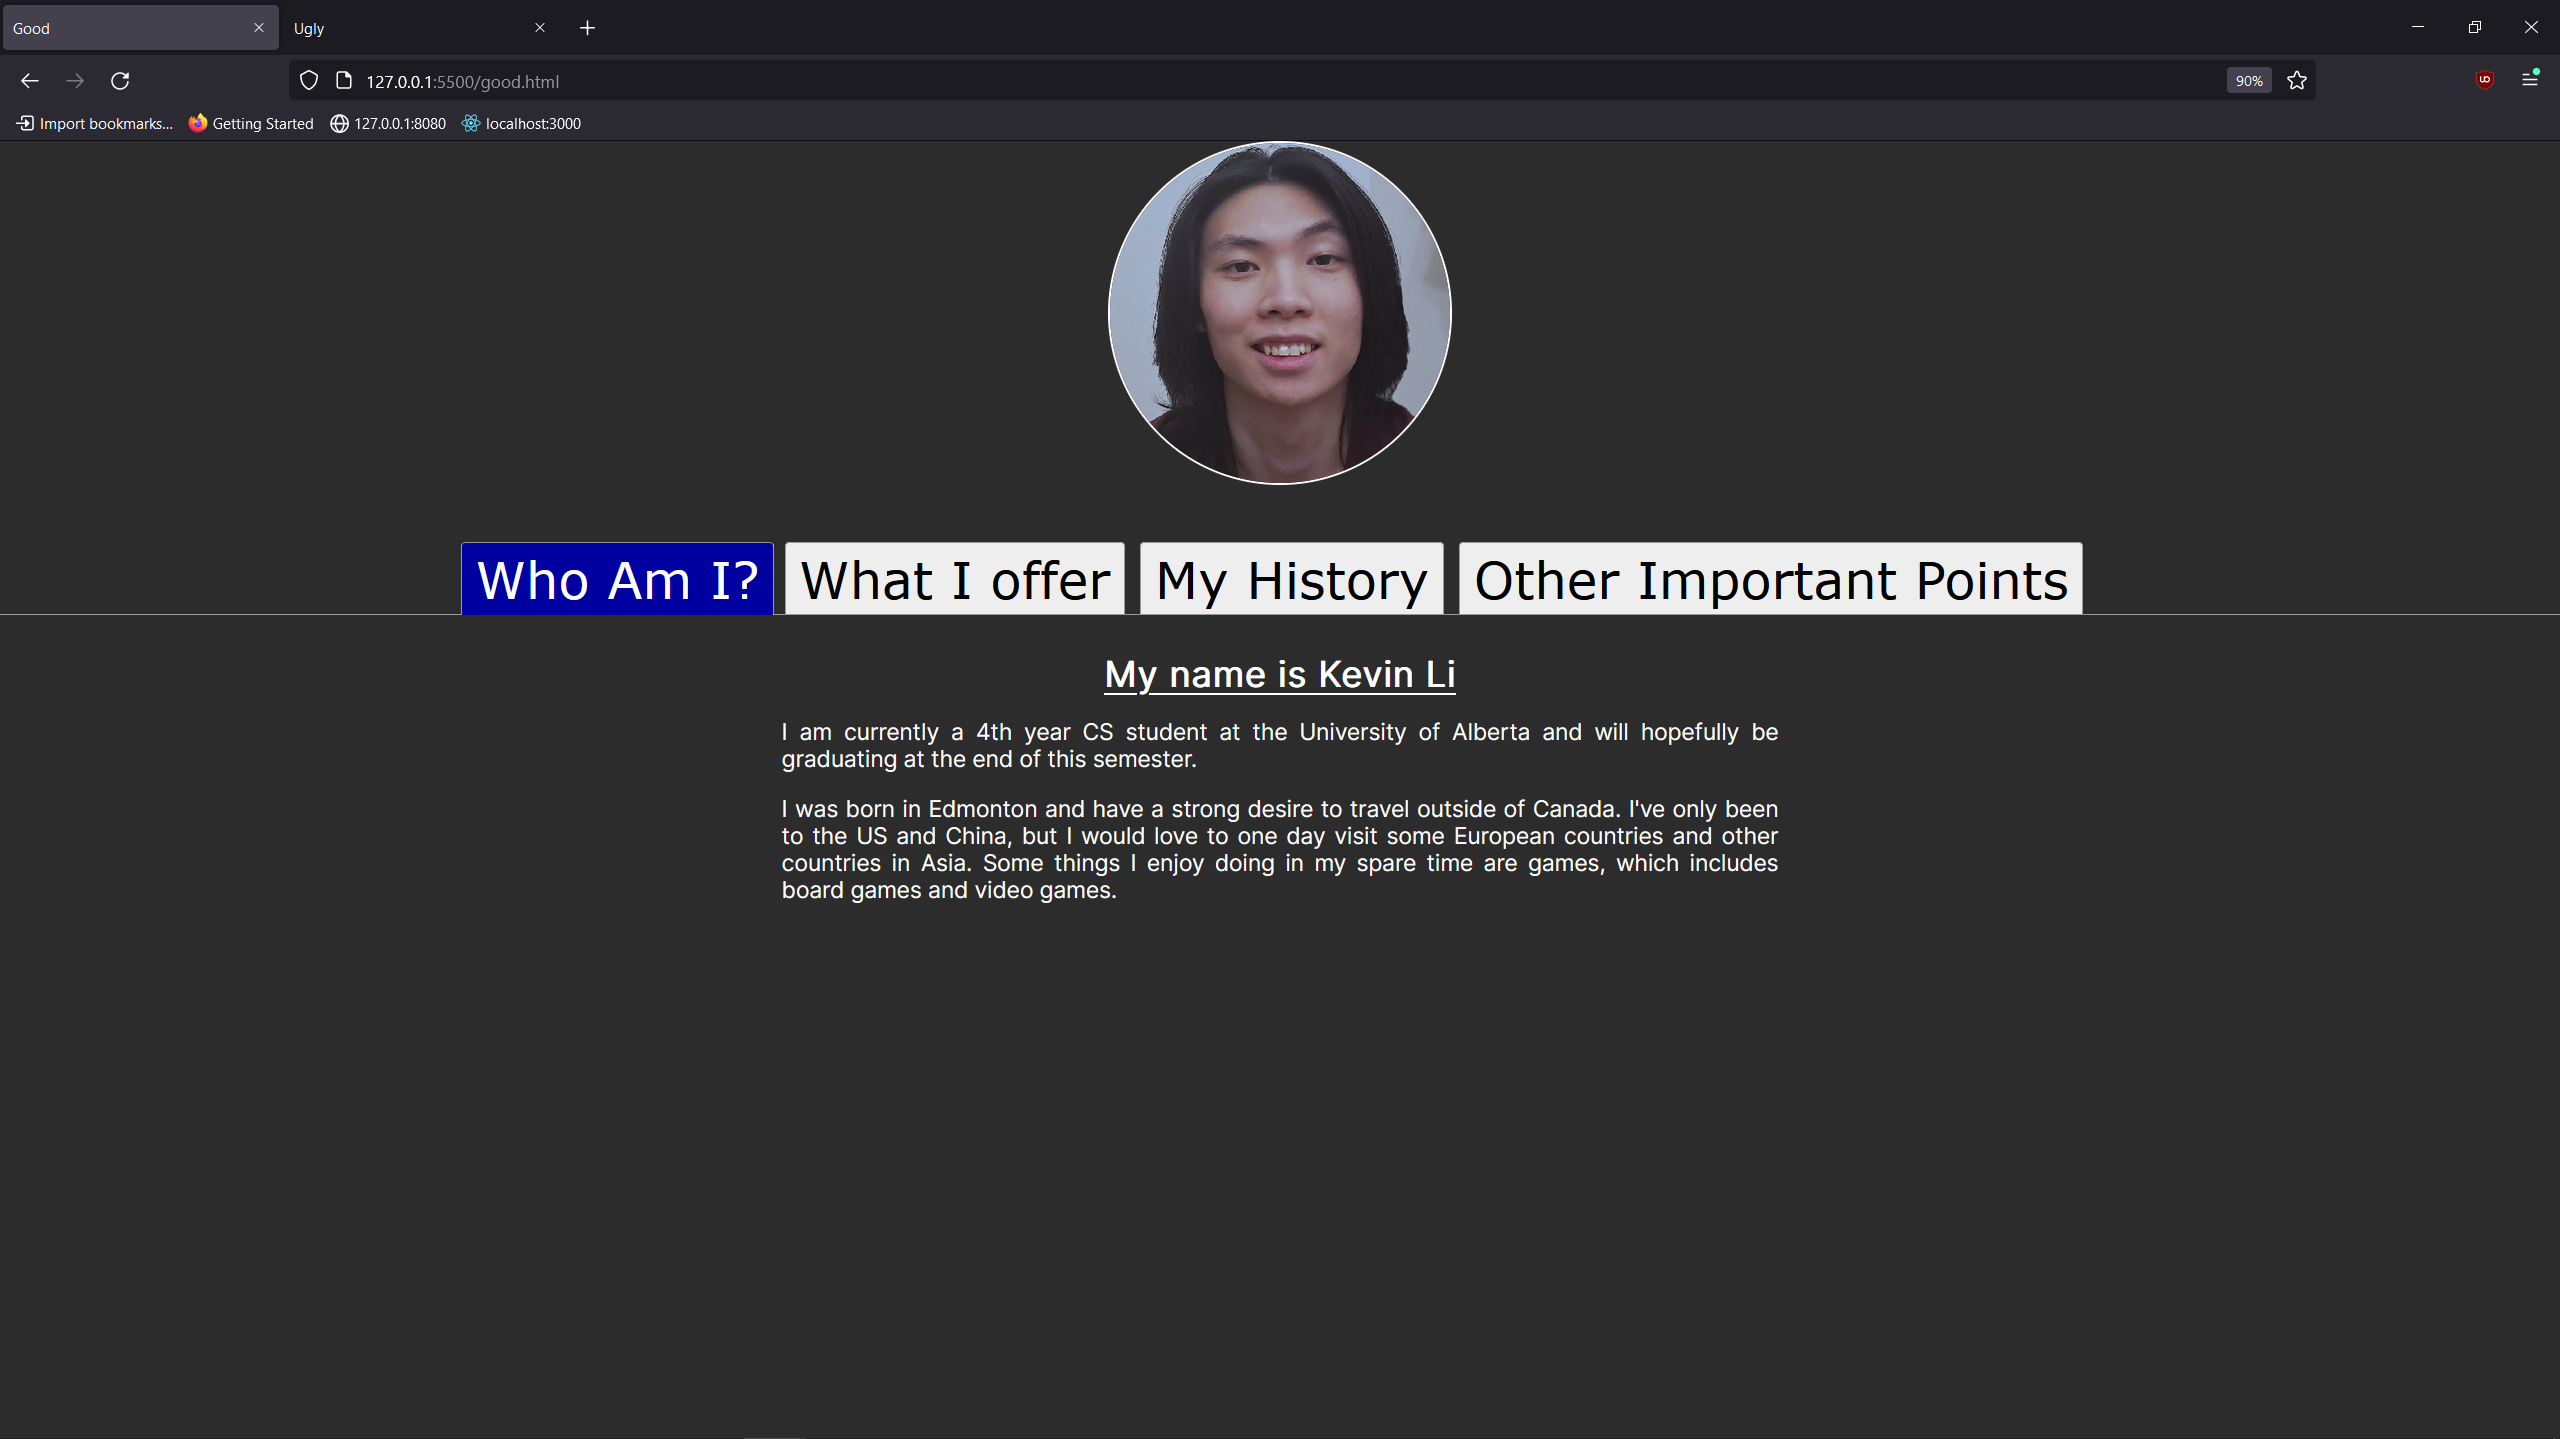 Good
Ugly
127.0.0.1:5500/good.html
90%
Import bookmarks...
Getting Started
127.0.0.1:8080
localhost:3000
Who Am I?
What I offer
My History
Other Important Points
My name is Kevin Li
I am currently a 4th year CS student at the University of Alberta and will hopefully be
graduating at the end of this semester.
I was born in Edmonton and have a strong desire to travel outside of Canada. I've only been
to the US and China, but I would love to one day visit some European countries and other
countries in Asia. Some things I enjoy doing in my spare time are games, which includes
board games and video games.